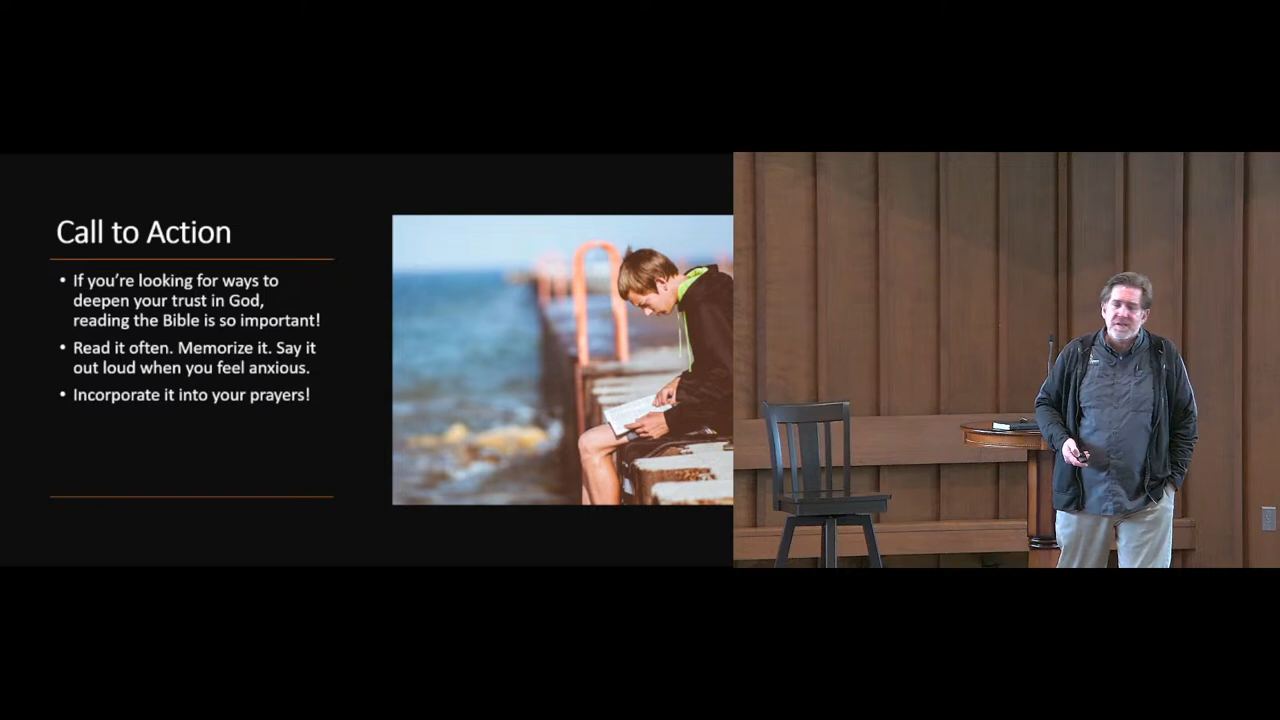 Call to Action
• If you’re looking for ways to
deepen your trust in God,
reading the Bible is so important!
• Read it often. Memorize it. Say it
out loud when you feel anxious.
• Incorporate it into your prayers!